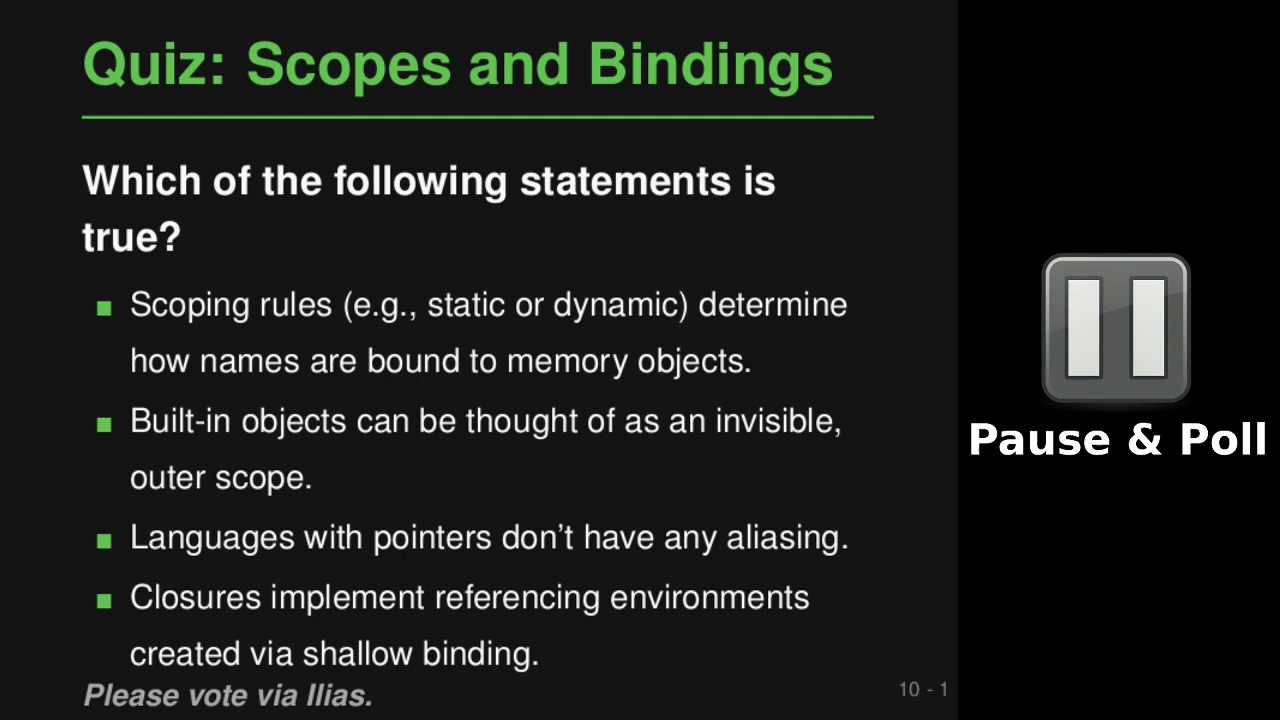 Quiz: Scopes and Bindings
Which of the following statements is
true?
Scoping rules (e.g., static or dynamic) determine
how names are bound to memory objects.
Built-in objects can be thought of as an invisible,
outer scope.
Languages with pointers don't have any aliasing.
Closures implement referencing environments
created via shallow binding.
Please vote via Ilias.
10 - 1
Pause & Poll